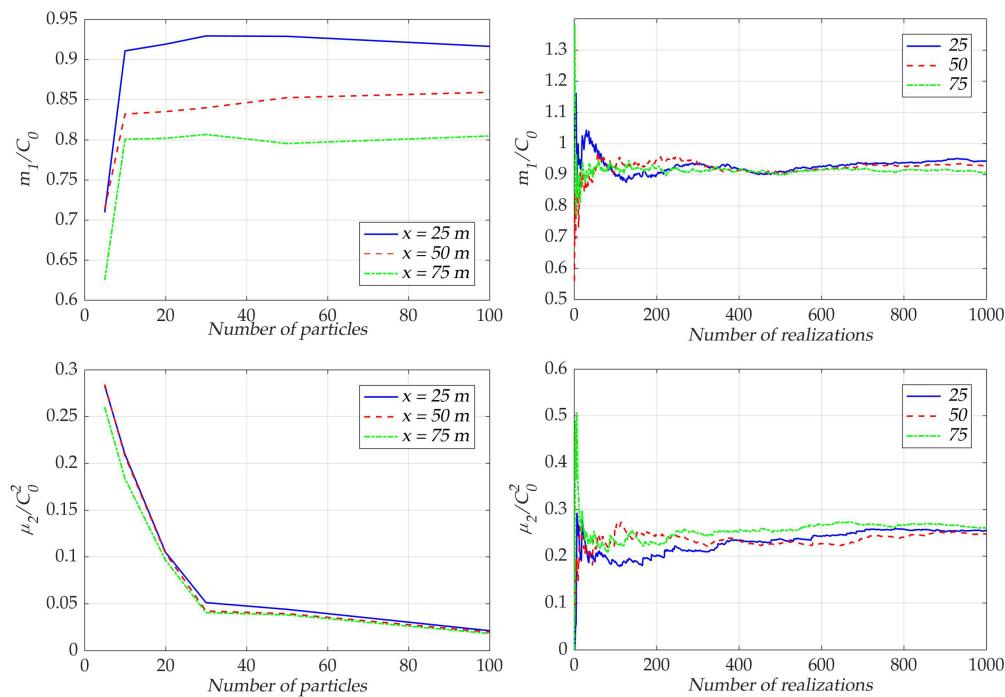 0.95
0.9
0.85
0.8
0.75
0.7
0.65
0.6
m₁/C₀
0 20 40 60 80 100
Number of particles
x = 25 m
x = 50 m
x = 75 m
1.3
1.2
1.1
1
0.9
0.8
0.7
0.6
0.5
m₁/C₀
0 200 400 600 800 1000
Number of realizations
25
50
75
0.3
0.25
0.2
0.15
0.1
0.05
0
μ₂/C₀²
0 20 40 60 80 100
Number of particles
x = 25 m
x = 50 m
x = 75 m
0.6
0.5
0.4
0.3
0.2
0.1
0
μ₂/C₀²
0 200 400 600 800 1000
Number of realizations
25
50
75